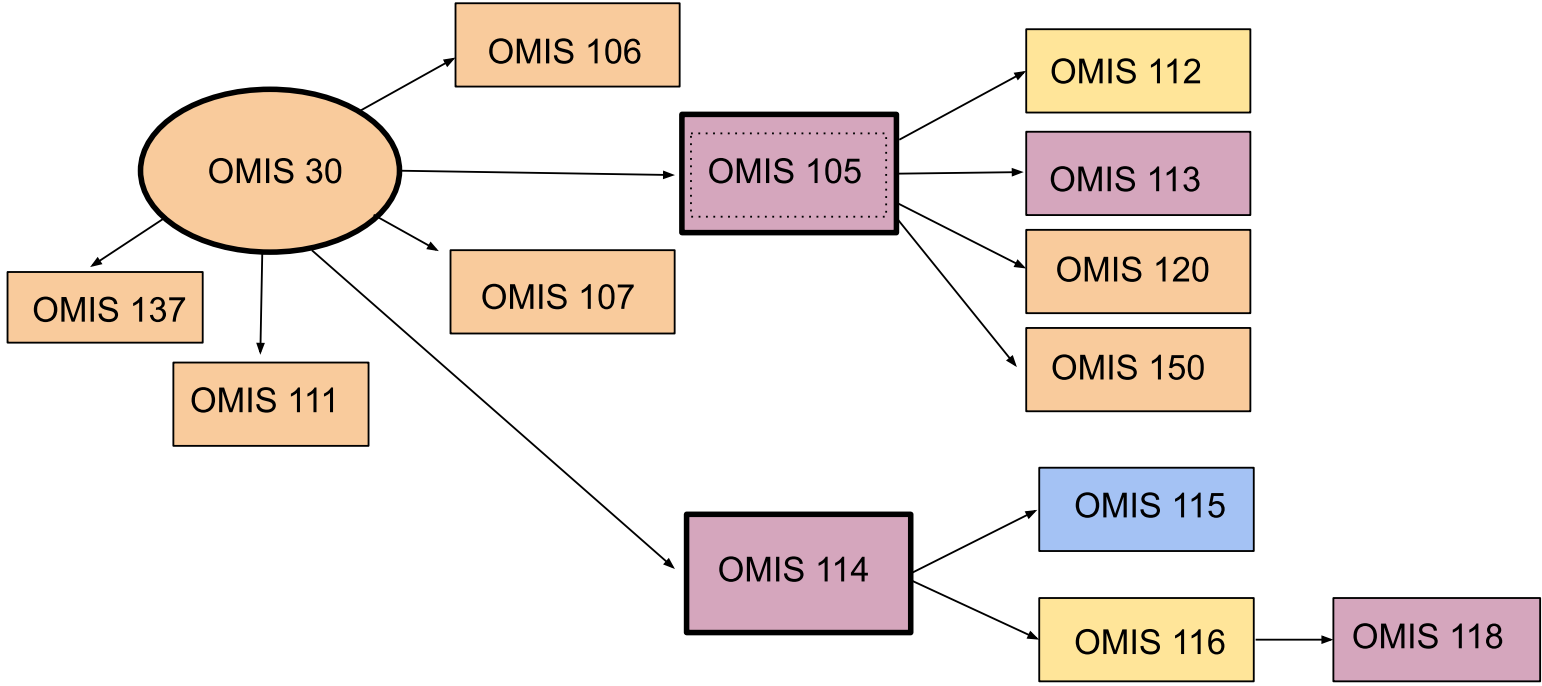 OMIS 106
OMIS 30
OMIS 105
OMIS 112
OMIS 113
OMIS 120
OMIS 150
OMIS 137
OMIS 107
OMIS 111
OMIS 114
OMIS 115
OMIS 116
OMIS 118